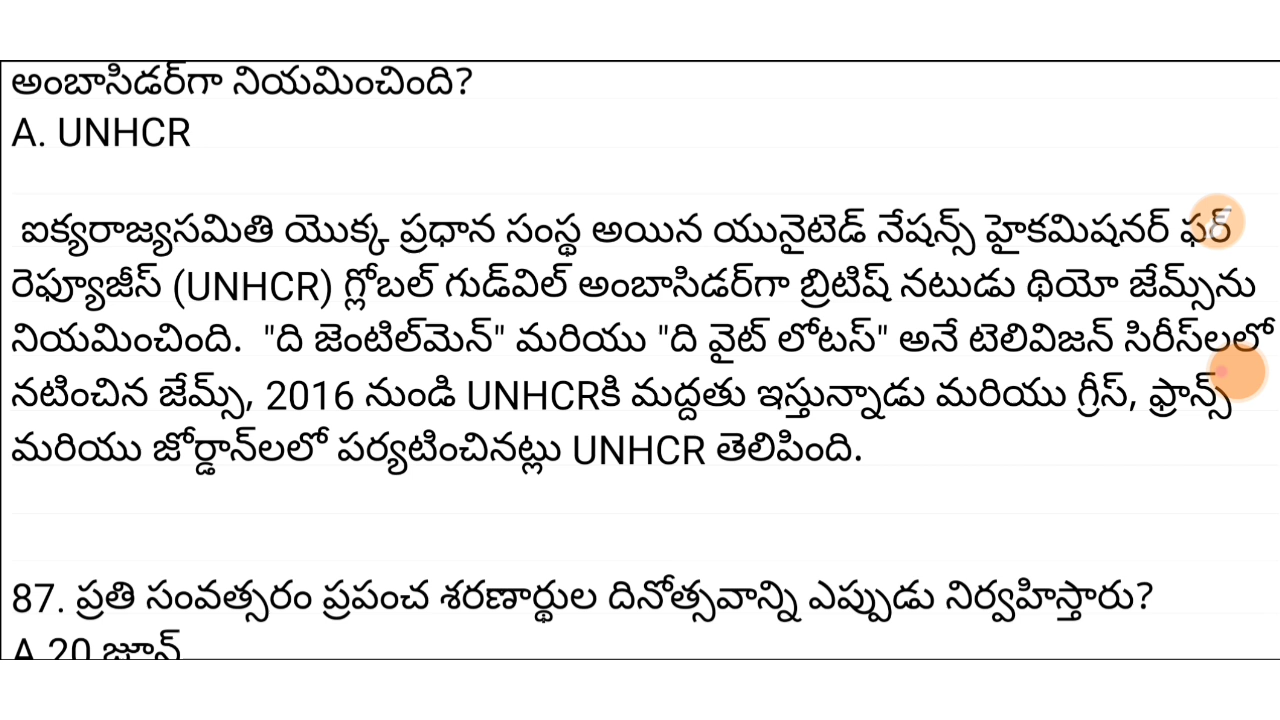 అంబాసిడర్‌గా నియమించింది?
A. UNHCR
ఐక్యరాజ్యసమితి యొక్క ప్రధాన సంస్థ అయిన యునైటెడ్ నేషన్స్ హైకమిషనర్ ఫర్
రెఫ్యూజీస్ (UNHCR) గ్లోబల్ గుడ్‌విల్ అంబాసిడర్‌గా బ్రిటిష్ నటుడు థియో జేమ్స్‌ను
నియమించింది. "ది జెంటిల్‌మెన్" మరియు "ది వైట్ లోటస్" అనే టెలివిజన్ సిరీస్‌లలో
నటించిన జేమ్స్, 2016 నుండి UNHCRకి మద్దతు ఇస్తున్నాడు మరియు గ్రీస్, ఫ్రాన్స్
మరియు జోర్డాన్‌లలో పర్యటించినట్లు UNHCR తెలిపింది.
87. ప్రతి సంవత్సరం ప్రపంచ శరణార్థుల దినోత్సవాన్ని ఎప్పుడు నిర్వహిస్తారు?
A 20 జూన్